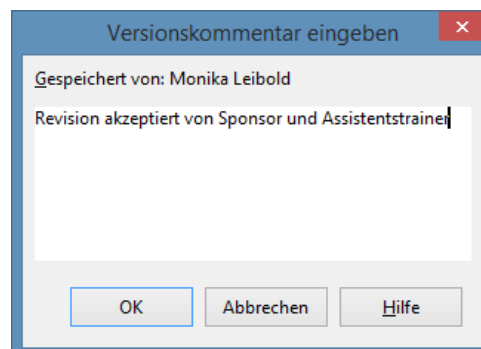 Versionskommentar eingeben
Gespeichert von: Monika Leibold
Revision akzeptiert von Sponsor und Assistentstrainer
OK Abbrechen Hilfe